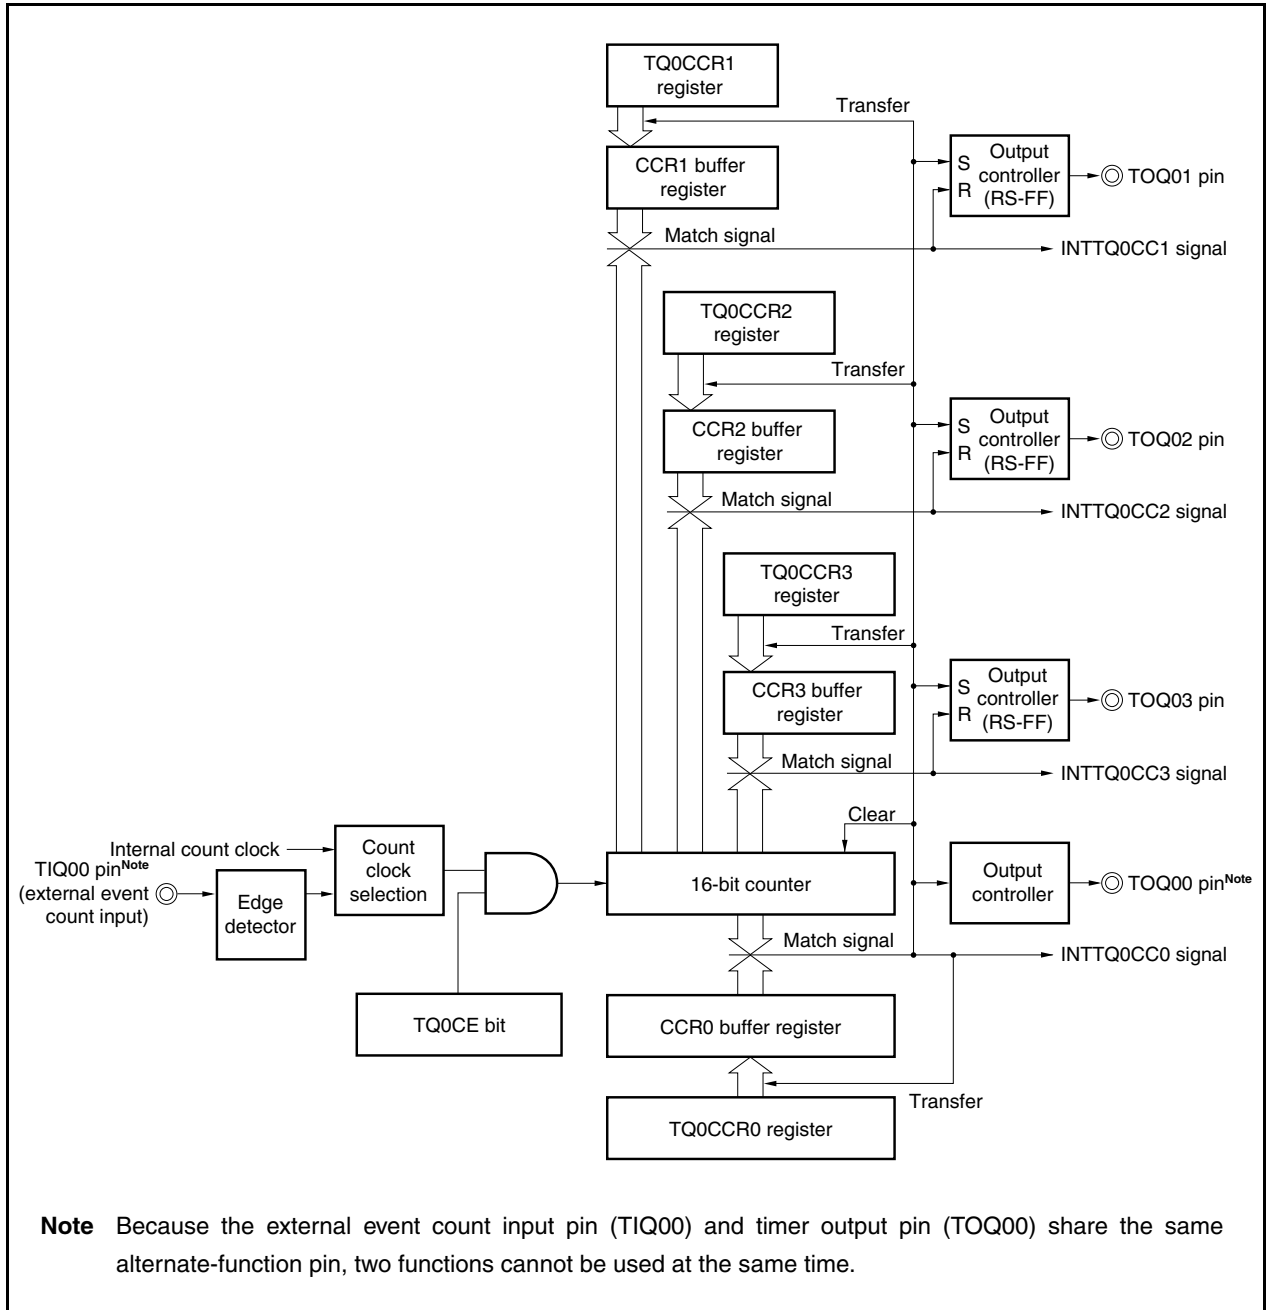 TQ0CCR1
register
Transfer
CCR1 buffer
register
S
R
Output
controller
(RS-FF)
TOQ01 pin
Match signal
INTTQ0CC1 signal
TQ0CCR2
register
Transfer
CCR2 buffer
register
S
R
Output
controller
(RS-FF)
TOQ02 pin
Match signal
INTTQ0CC2 signal
TQ0CCR3
register
Transfer
CCR3 buffer
register
S
R
Output
controller
(RS-FF)
TOQ03 pin
Match signal
INTTQ0CC3 signal
Clear
Internal count clock
TIQ00 pinNote
(external event
count input)
Edge
detector
Count
clock
selection
16-bit counter
Output
controller
TOQ00 pinNote
Match signal
INTTQ0CC0 signal
TQ0CE bit
CCR0 buffer register
Transfer
TQ0CCR0 register
Note Because the external event count input pin (TIQ00) and timer output pin (TOQ00) share the same
alternate-function pin, two functions cannot be used at the same time.